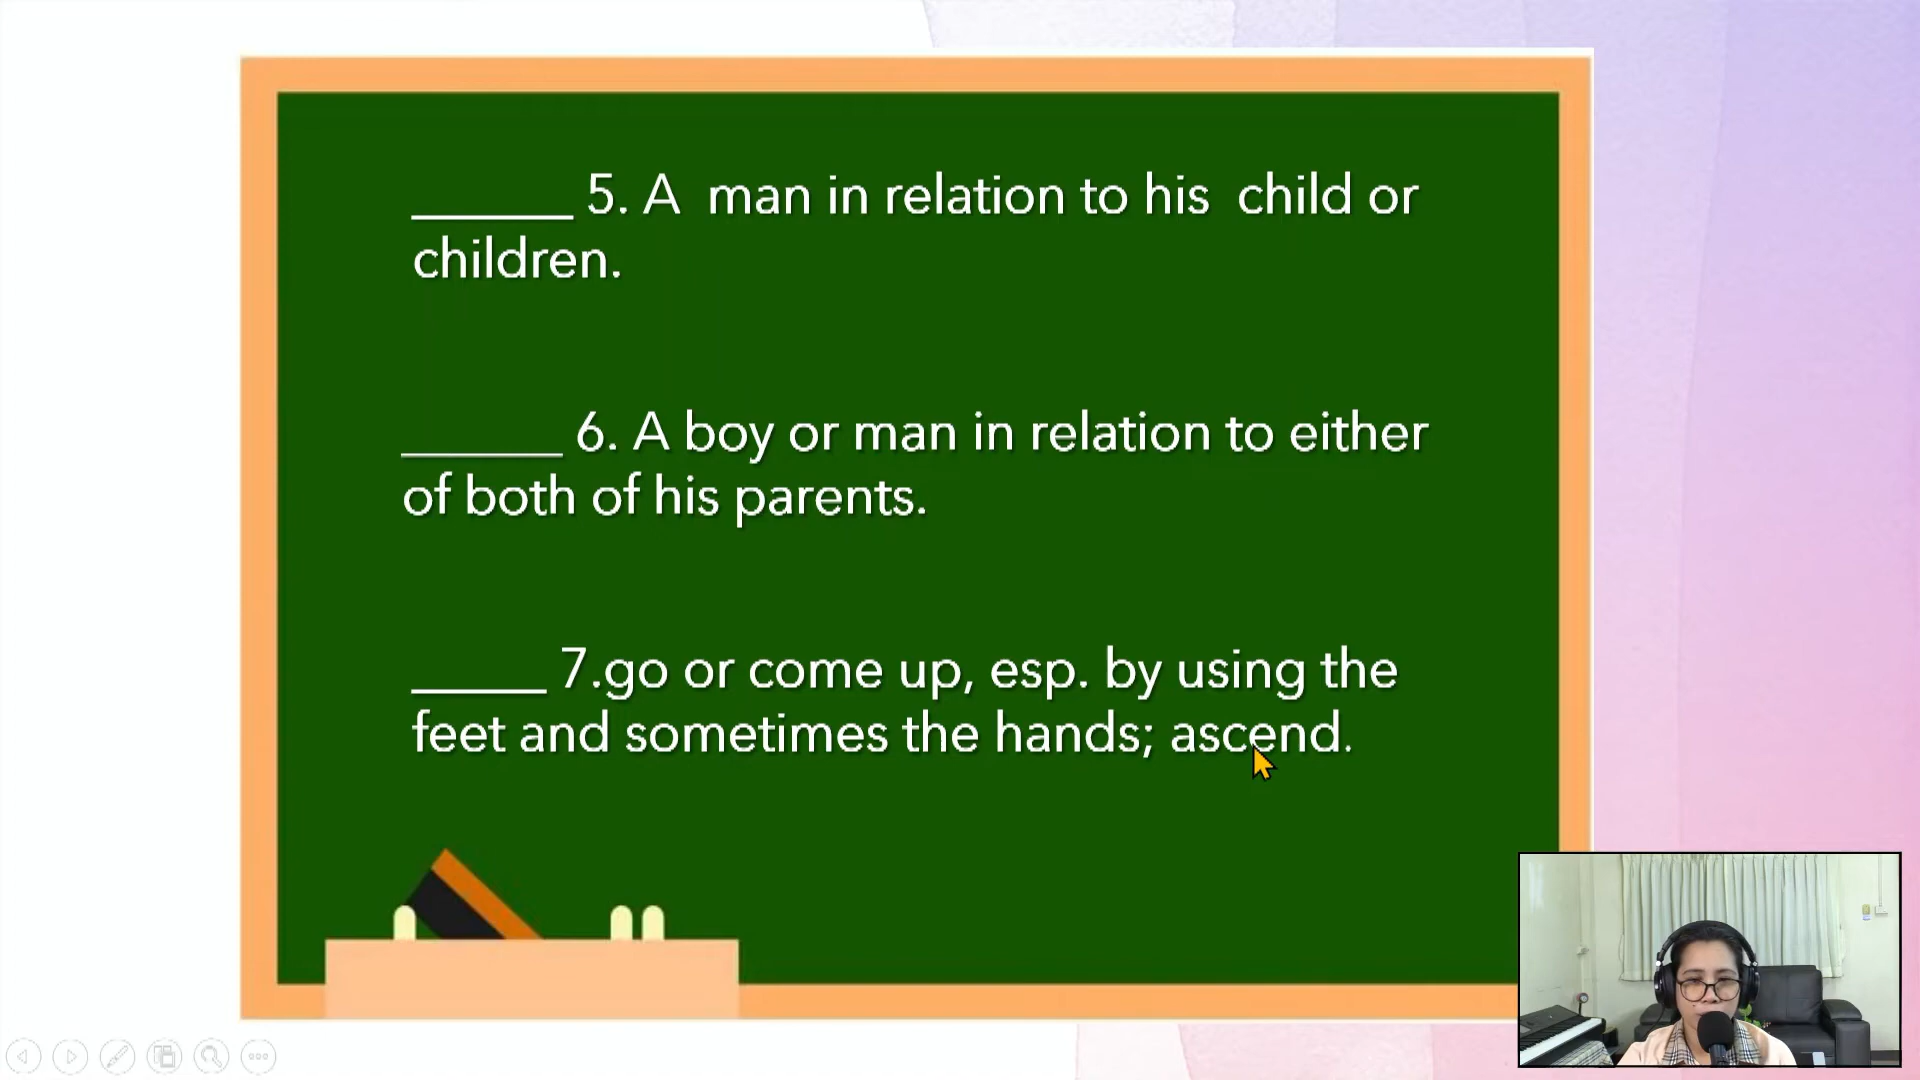 ______ 5. A man in relation to his child or
children.
______ 6. A boy or man in relation to either
of both of his parents.
_____ 7.go or come up, esp. by using the
feet and sometimes the hands; ascend.